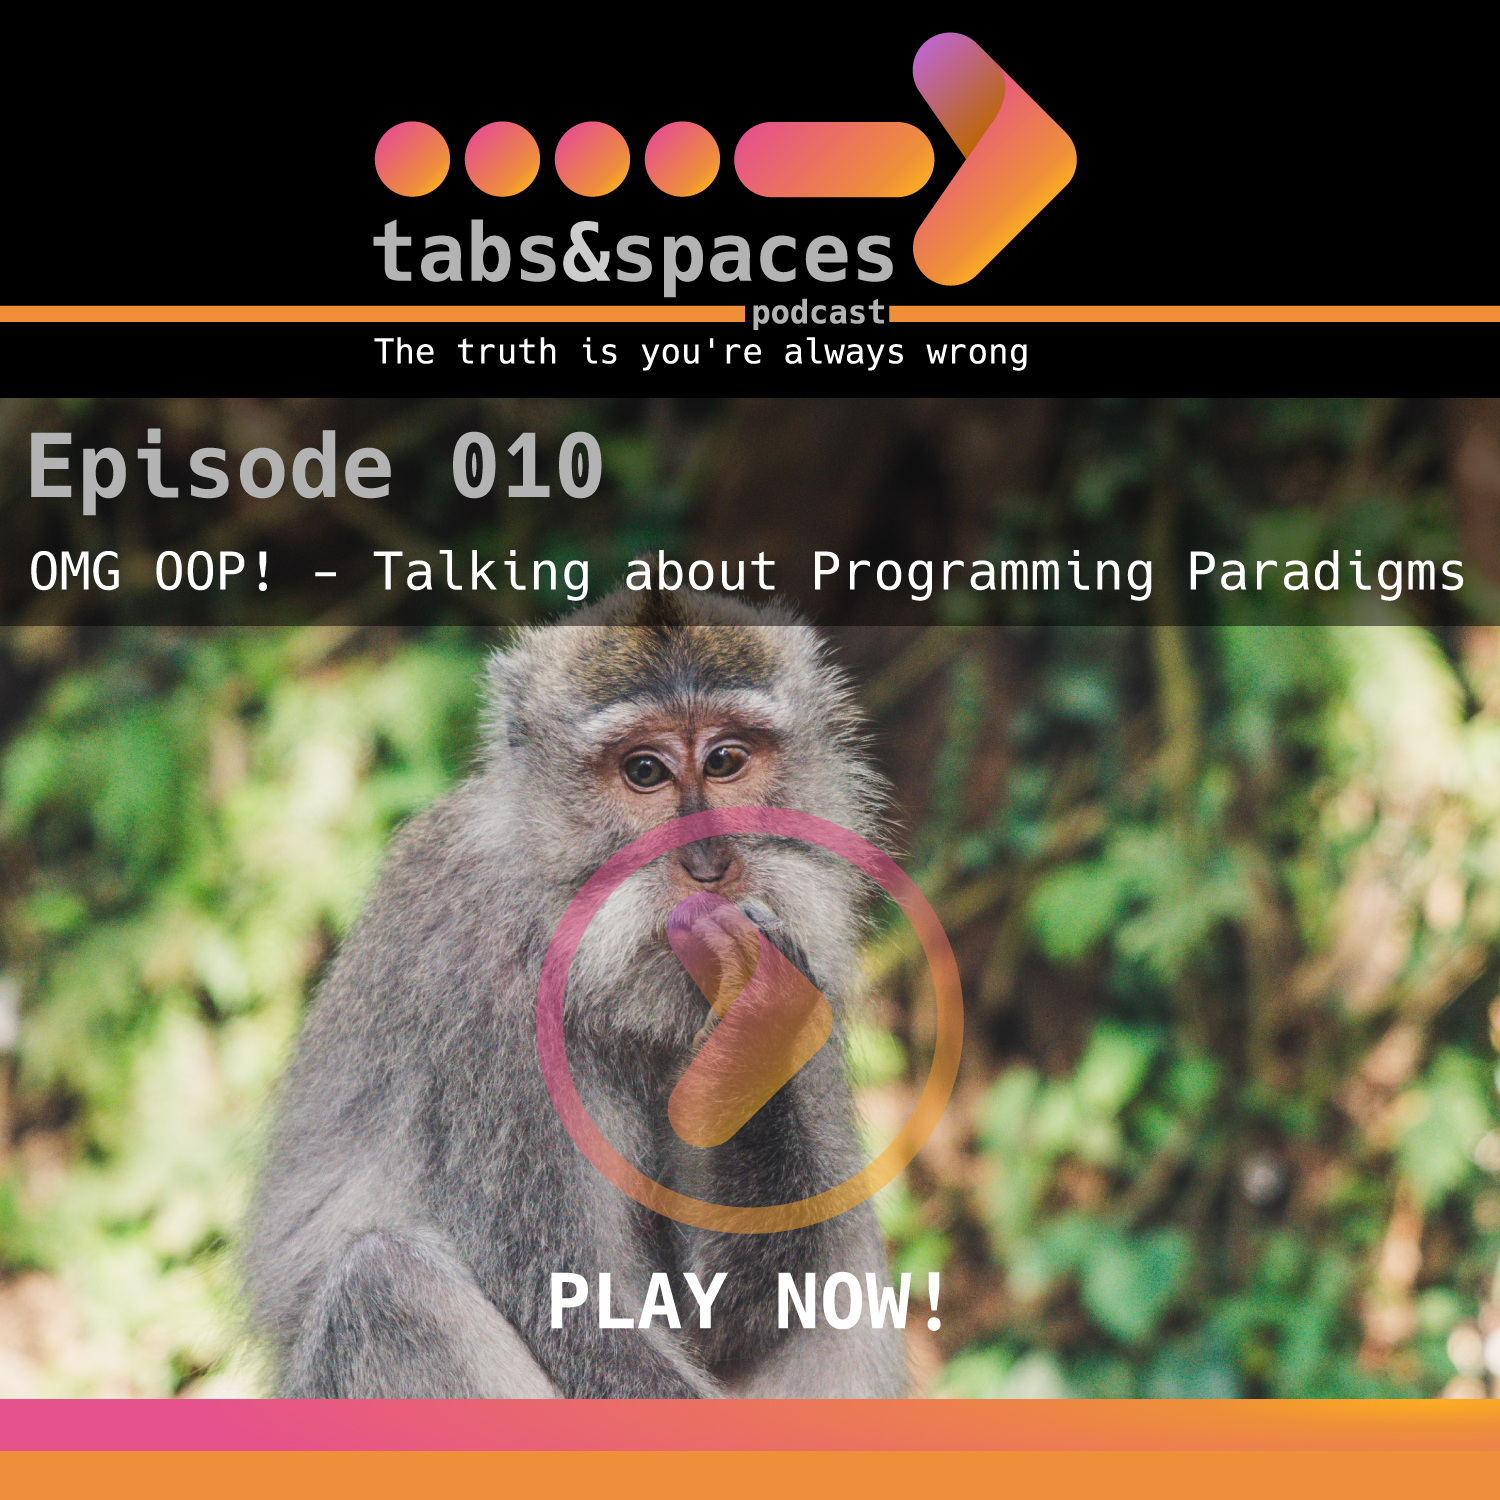 tabs&spaces
podcast
The truth is you're always wrong
Episode 010
OMG OOP! – Talking about Programming Paradigms
PLAY NOW!